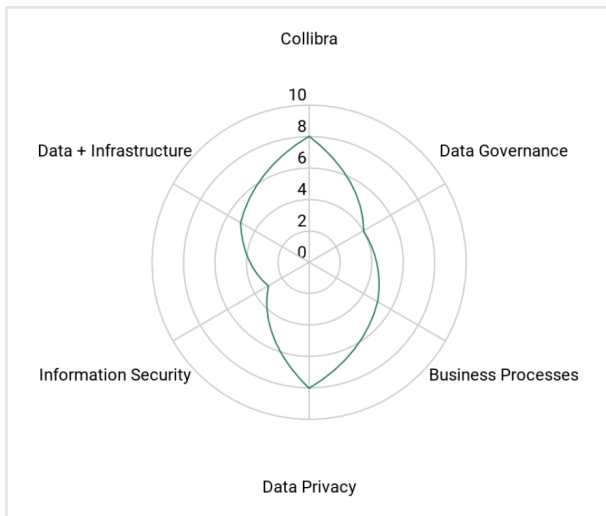 Collibra
10
8
6
4
2
0
Data + Infrastructure
Data Governance
Information Security
Business Processes
Data Privacy